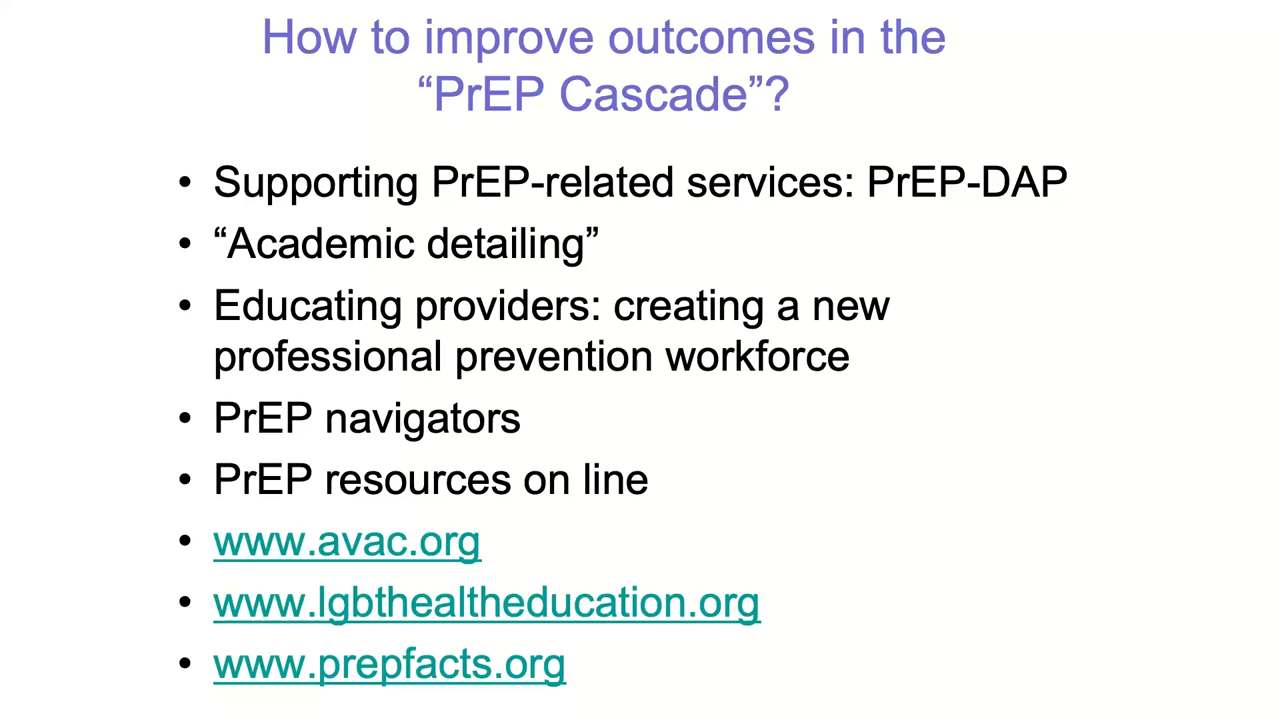 How to improve outcomes in the
“PrEP Cascade”?
• Supporting PrEP-related services: PrEP-DAP
• “Academic detailing”
• Educating providers: creating a new
professional prevention workforce
• PrEP navigators
• PrEP resources on line
• www.avac.org
• www.lgbthealtheducation.org
• www.prepfacts.org